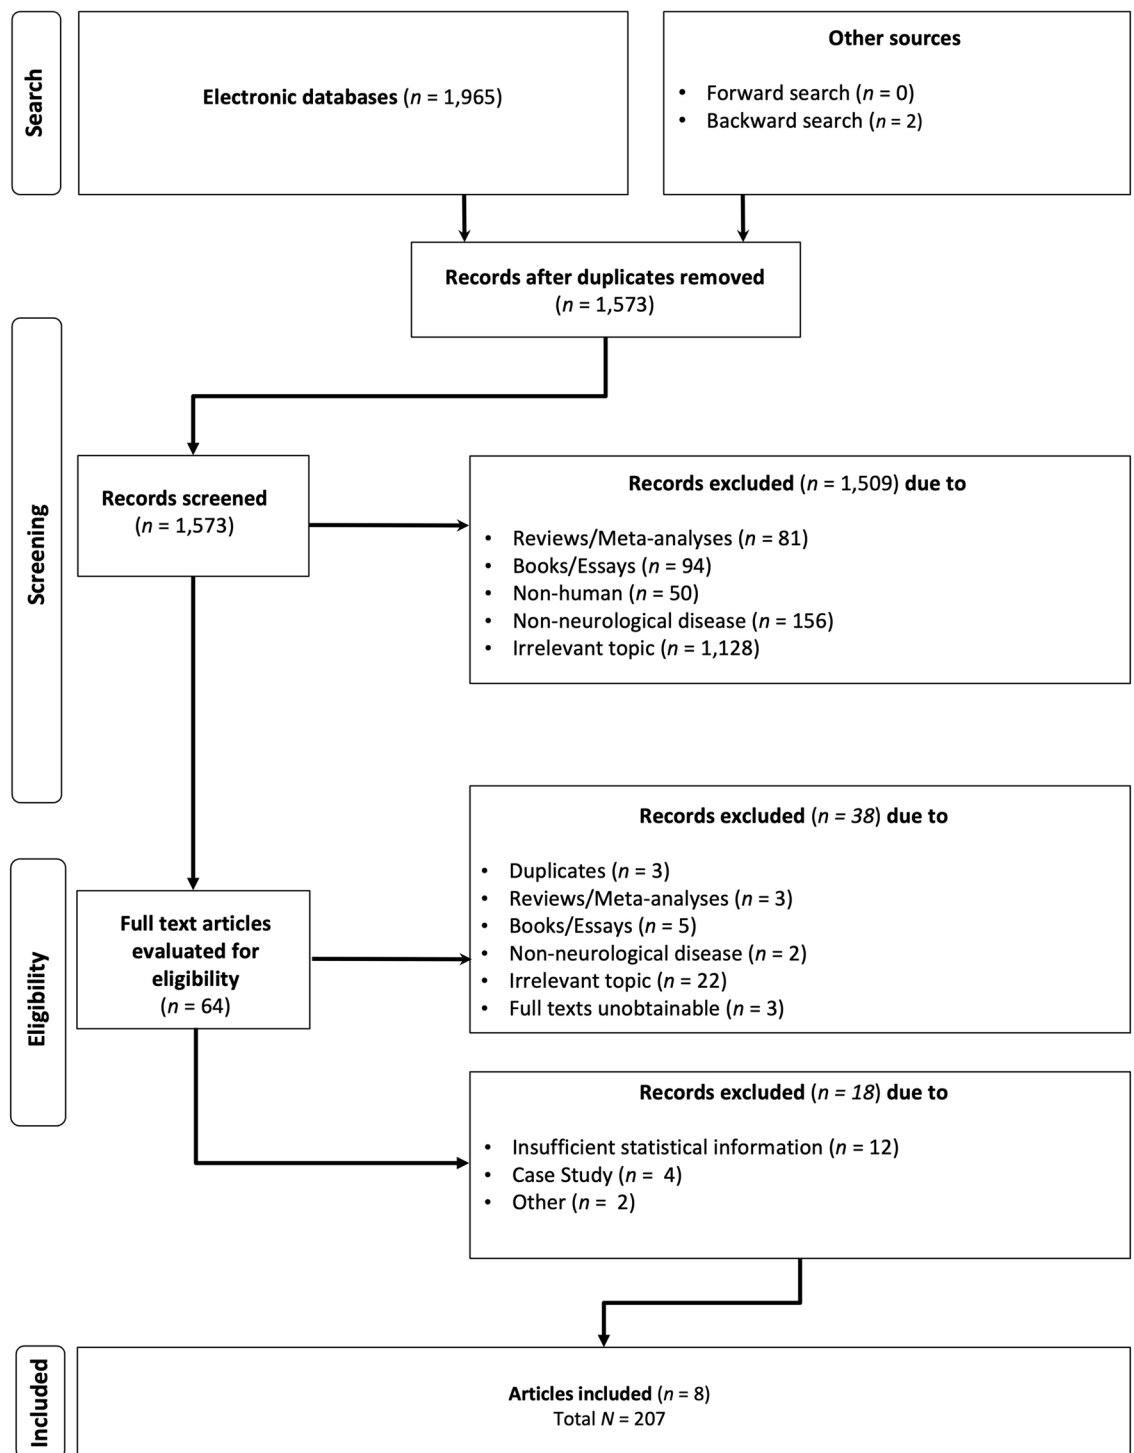 Search
Electronic databases (n = 1,965)
Other sources
• Forward search (n = 0)
• Backward search (n = 2)
Records after duplicates removed
(n = 1,573)
Screening
Records screened
(n = 1,573)
Records excluded (n = 1,509) due to
• Reviews/Meta-analyses (n = 81)
• Books/Essays (n = 94)
• Non-human (n = 50)
• Non-neurological disease (n = 156)
• Irrelevant topic (n = 1,128)
Eligibility
Full text articles
evaluated for
eligibility
(n = 64)
Records excluded (n = 38) due to
• Duplicates (n = 3)
• Reviews/Meta-analyses (n = 3)
• Books/Essays (n = 5)
• Non-neurological disease (n = 2)
• Irrelevant topic (n = 22)
• Full texts unobtainable (n = 3)
Records excluded (n = 18) due to
• Insufficient statistical information (n = 12)
• Case Study (n = 4)
• Other (n = 2)
Included
Articles included (n = 8)
Total N = 207